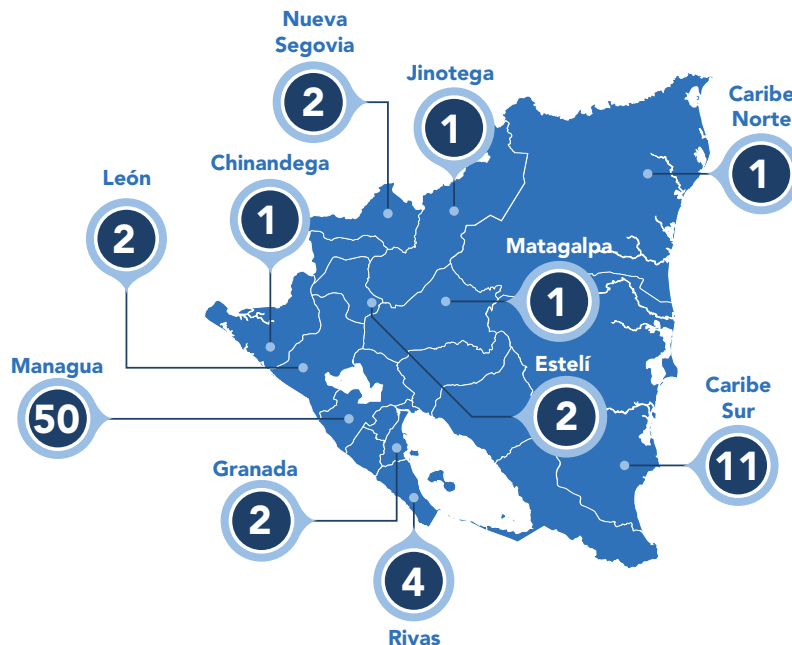 Nueva
Segovia
2
Jinotega
1
Caribe
Norte
1
León
2
Chinandega
1
Matagalpa
1
Managua
50
Estelí
2
Caribe
Sur
11
Granada
2
4
Rivas